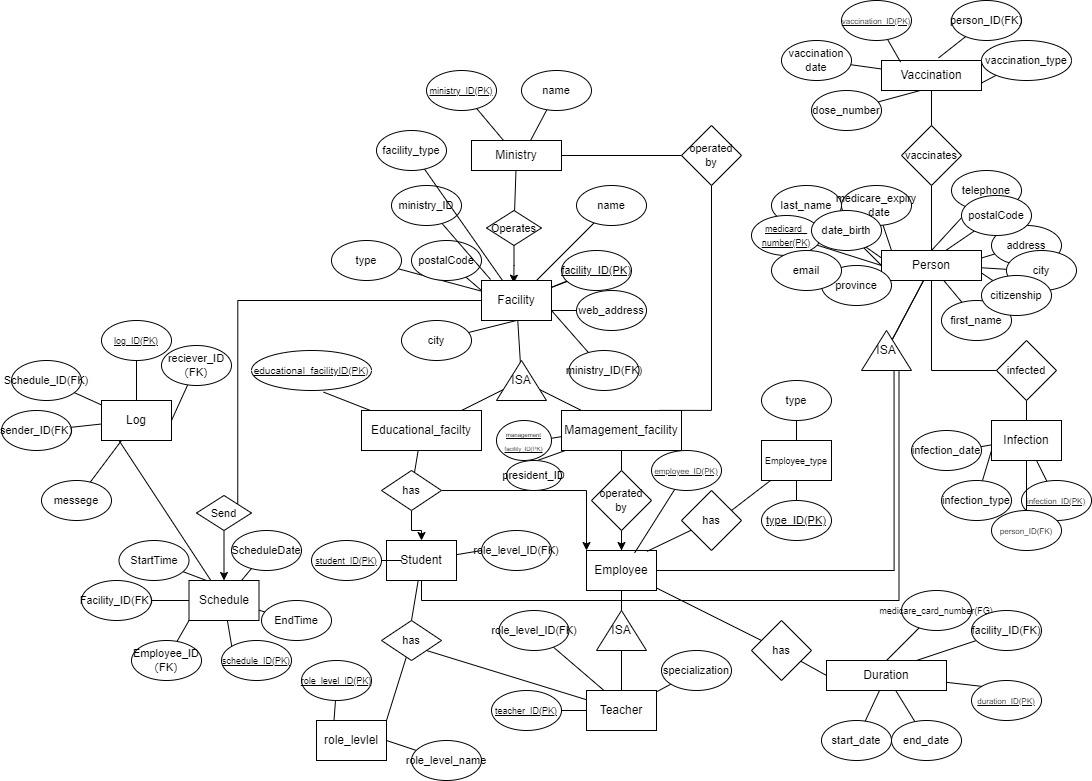 vaccination_ID(PK)
person_ID(FK
vaccination
date
vaccination_type
Vaccination
dose_number
ministry_ID(PK)
name
facility_type
Ministry
operated
by
vaccinates
ministry_ID
name
last_name
medicare_expiry
date
telephone
postalCode
medicard_
number(PK)
date_birth
address
Operates
type
postalCode
facility_ID(PK)
email
province
Person
city
citizenship
Facility
web_address
first_name
city
log_ID(PK)
reciever_ID
(FK)
educational_facilityID(PK)
ministry_ID(FK)
ISA
ISA
infected
Schedule_ID(FK)
type
sender_ID(FK)
Log
Educational_facilty
Mamagement_facility
management
facility_ID(PK)
Employee_type
Infection
infection_date
messege
president_ID
employee_ID(PK)
has
operated
by
has
type_ID(PK)
infection_type
infection_ID(PK)
person_ID(FK)
Send
StartTime
ScheduleDate
student_ID(PK)
Student
role_level_ID(FK)
Employee
Facility_ID(FK
Schedule
EndTime
medicare_card_number(FG)
role_level_ID(FK)
ISA
facility_ID(FK)
has
has
Employee_ID
(FK)
schedule_ID(PK)
role_level_ID(PK)
specialization
Duration
teacher_ID(PK)
Teacher
duration_ID(PK)
role_levlel
role_level_name
start_date
end_date